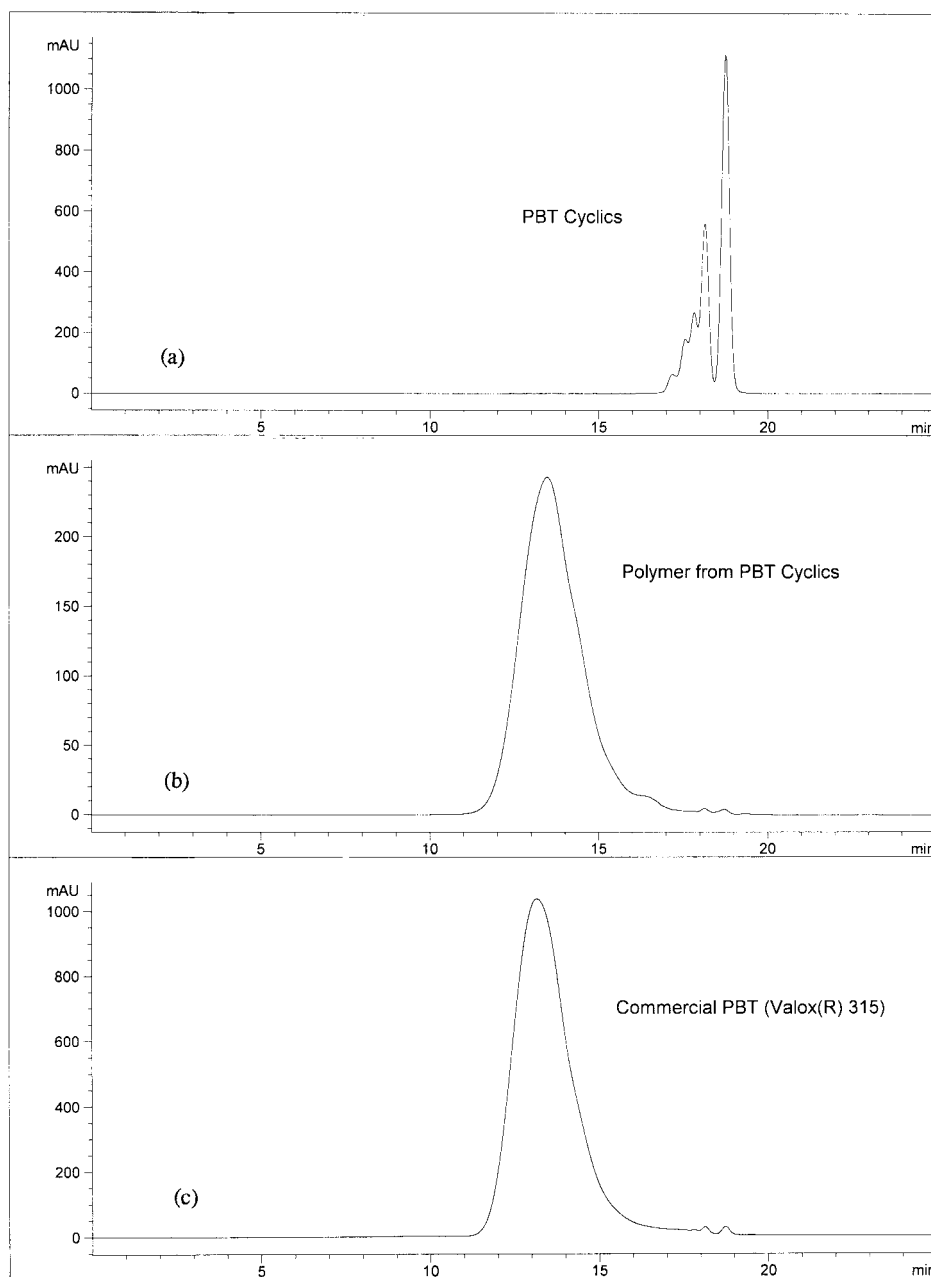 mAU
1000
800
600
400
200
0
PBT Cyclics
(a)
5 10 15 20 min
mAU
200
150
100
50
0
Polymer from PBT Cyclics
(b)
5 10 15 20 min
mAU
1000
800
600
400
200
0
Commercial PBT (Valox(R) 315)
(c)
5 10 15 20 min